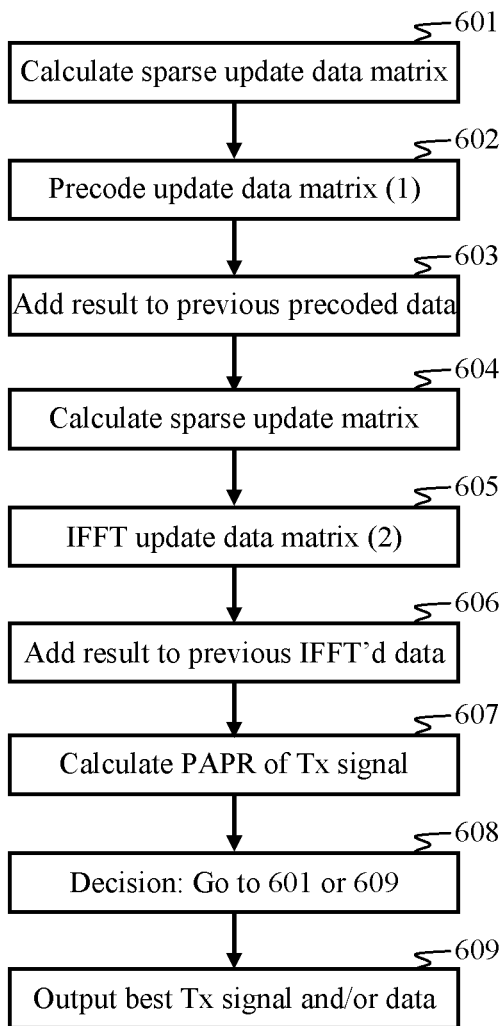 601
Calculate sparse update data matrix
602
Precode update data matrix (1)
603
Add result to previous precoded data
604
Calculate sparse update matrix
605
IFFT update data matrix (2)
606
Add result to previous IFFT’d data
607
Calculate PAPR of Tx signal
608
Decision: Go to 601 or 609
609
Output best Tx signal and/or data